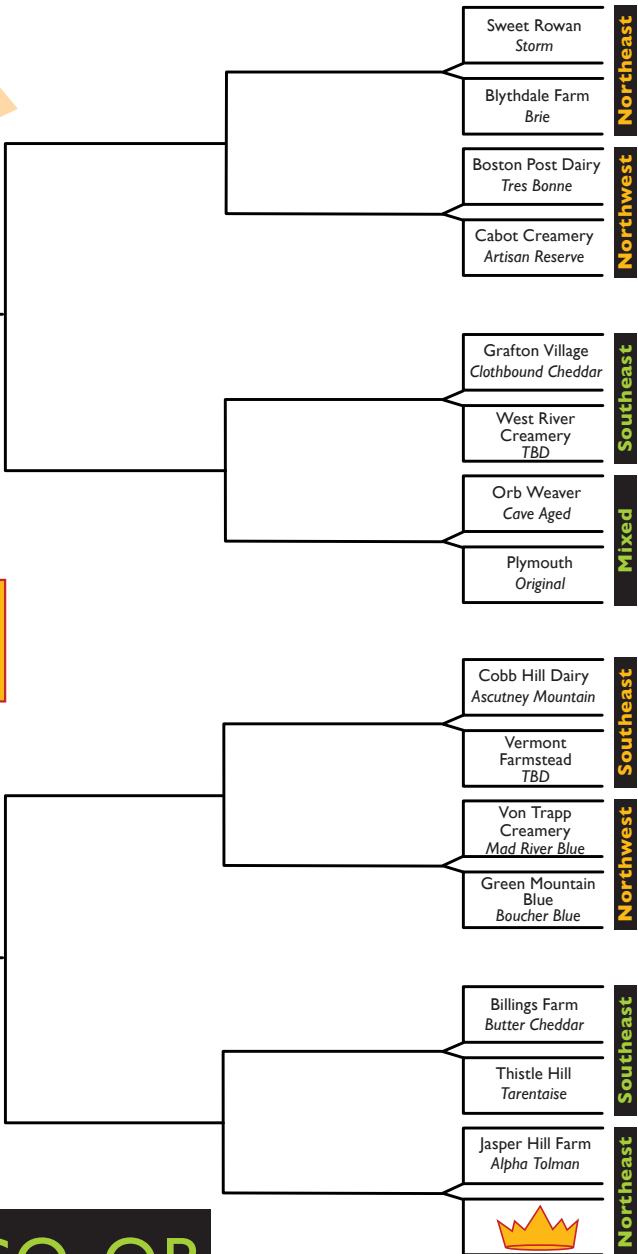 Sweet Rowan
Storm
Blythdale Farm
Brie
Northeast
Boston Post Dairy
Tres Bonne
Cabot Creamery
Artisan Reserve
Northwest
Grafton Village
Clothbound Cheddar
West River
Creamery
TBD
Southeast
Orb Weaver
Cave Aged
Plymouth
Original
Mixed
Cobb Hill Dairy
Ascutney Mountain
Vermont
Farmstead
TBD
Southeast
Von Trapp
Creamery
Mad River Blue
Green Mountain
Blue
Boucher Blue
Northwest
Billings Farm
Butter Cheddar
Thistle Hill
Tarentaise
Southeast
Jasper Hill Farm
Alpha Tolman
Northeast